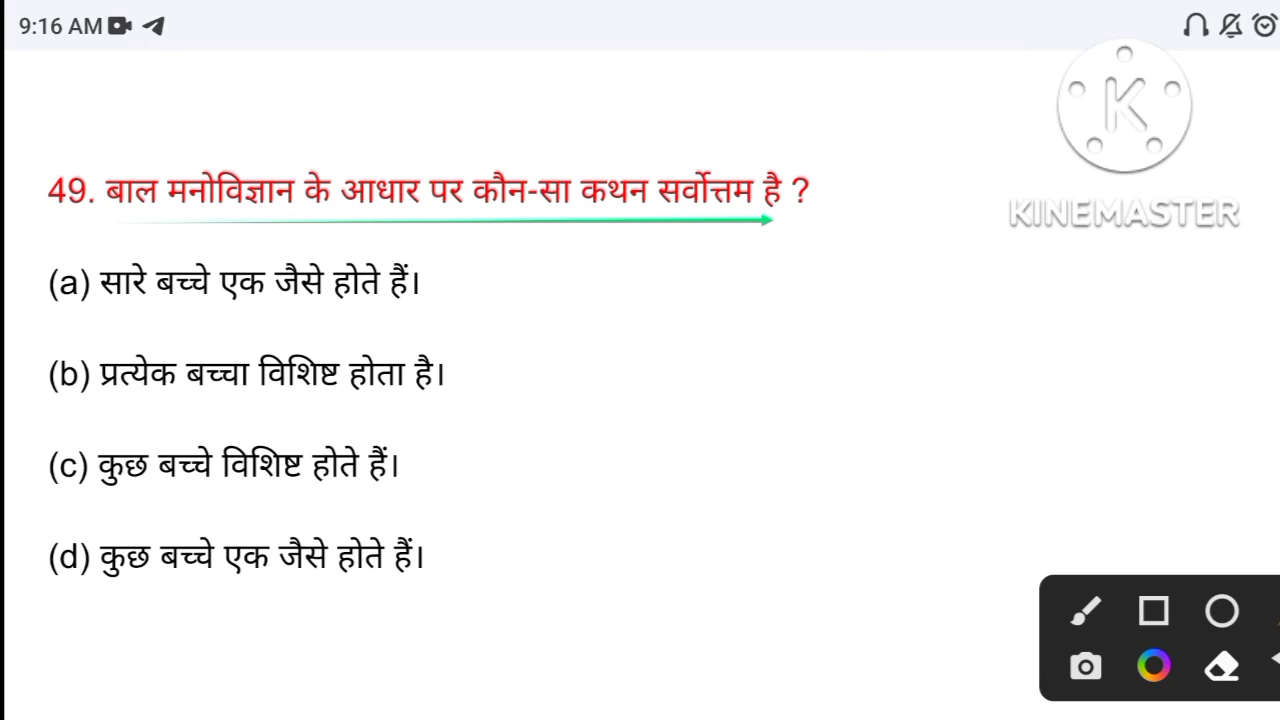 9:16 AM
K
KINEMASTER
49. बाल मनोविज्ञान के आधार पर कौन-सा कथन सर्वोत्तम है ?
(a) सारे बच्चे एक जैसे होते हैं।
(b) प्रत्येक बच्चा विशिष्ट होता है।
(c) कुछ बच्चे विशिष्ट होते हैं।
(d) कुछ बच्चे एक जैसे होते हैं।